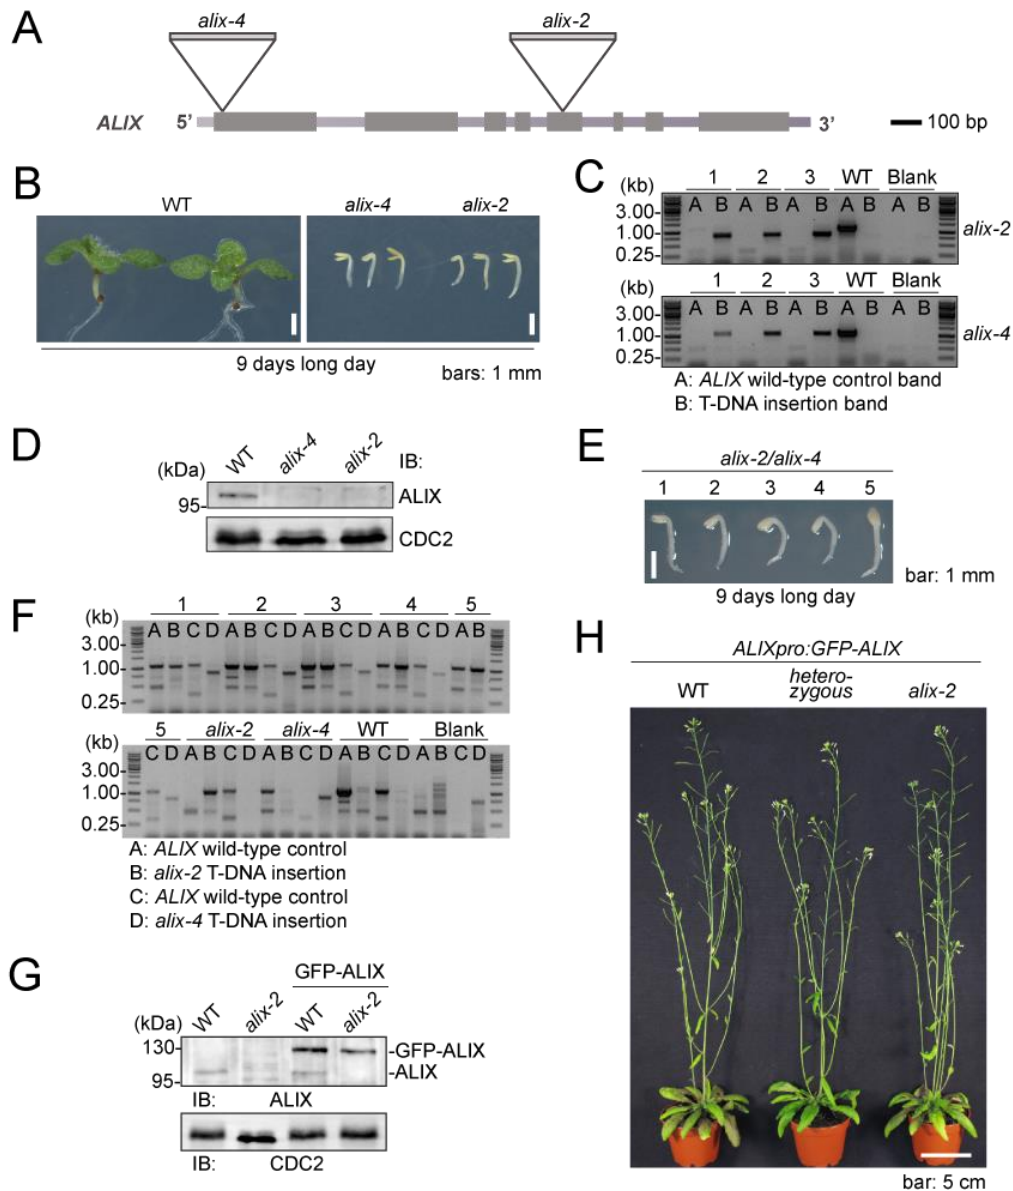 A
alix-4
alix-2
ALIX 5’ 3’ 100 bp
B
WT alix-4 alix-2
9 days long day
bars: 1 mm
C
(kb) 1 2 3 WT Blank
A B A B A B A B A B
3.00-
1.00-
0.25-
alix-2
(kb) 1 2 3 WT Blank
A B A B A B A B A B
3.00-
1.00-
0.25-
alix-4
A: ALIX wild-type control band
B: T-DNA insertion band
D
(kDa) WT alix-4 alix-2 IB:
95- ALIX
CDC2
E
alix-2/alix-4
1 2 3 4 5
bar: 1 mm
9 days long day
F
(kb) 1 2 3 4 5
A B C D A B C D A B C D A B C D A B
3.00-
1.00-
0.25-
(kb) 5 alix-2 alix-4 WT Blank
C D A B C D A B C D A B C D A B C D
3.00-
1.00-
0.25-
A: ALIX wild-type control
B: alix-2 T-DNA insertion
C: ALIX wild-type control
D: alix-4 T-DNA insertion
G
GFP-ALIX
(kDa) WT alix-2 WT alix-2
130- -GFP-ALIX
-ALIX
95-
IB: ALIX
IB: CDC2
H
ALIXpro:GFP-ALIX
WT hetero- alix-2
zygous
bar: 5 cm